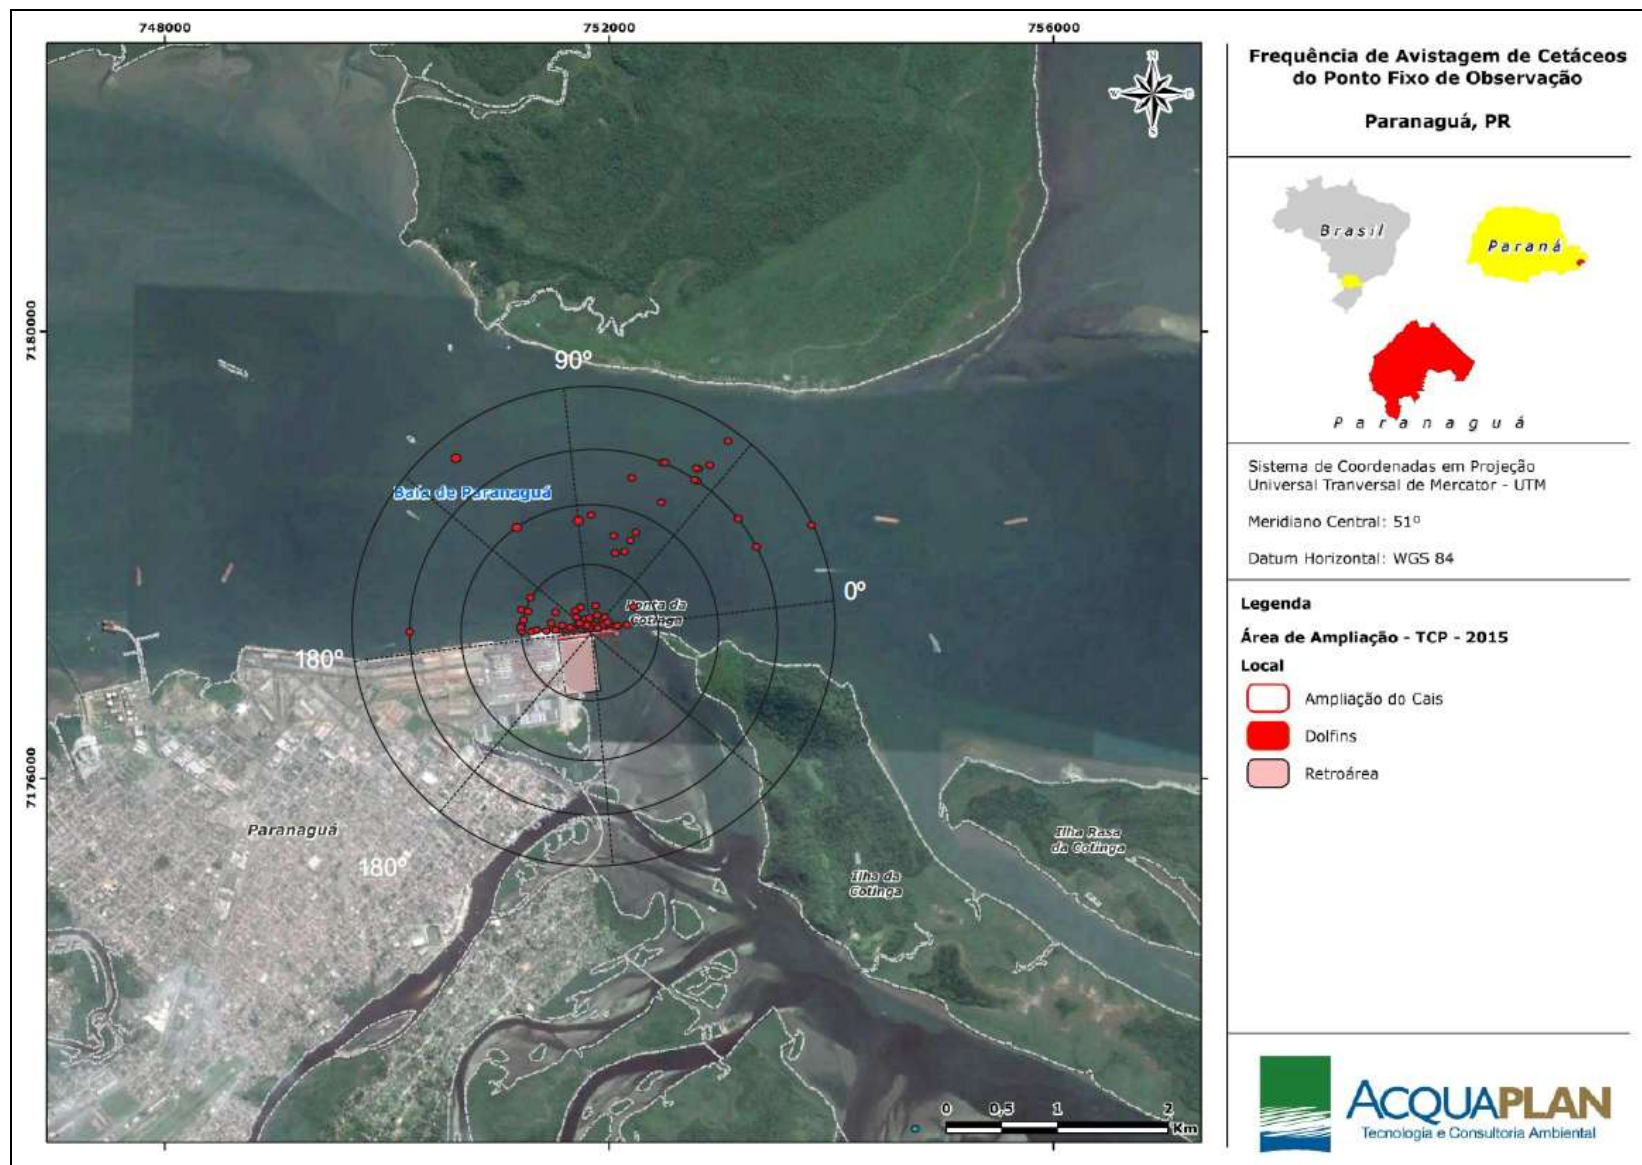 748000
752000
756000
7180000
7176000
90º
Baía de Paranaguá
0º
Ponta da
Cotinga
180º
Paranaguá
180º
Ilha da
Cotinga
Ilha Rasa
da Cotinga
N
W
E
S
0
0,5
1
2
Km
Frequência de Avistagem de Cetáceos
do Ponto Fixo de Observação
Paranaguá, PR
Brasil
Paraná
Paranaguá
Sistema de Coordenadas em Projeção
Universal Tranversal de Mercator - UTM
Meridiano Central: 51º
Datum Horizontal: WGS 84
Legenda
Área de Ampliação - TCP - 2015
Local
Ampliação do Cais
Dolfins
Retroárea
ACQUAPLAN
Tecnologia e Consultoria Ambiental